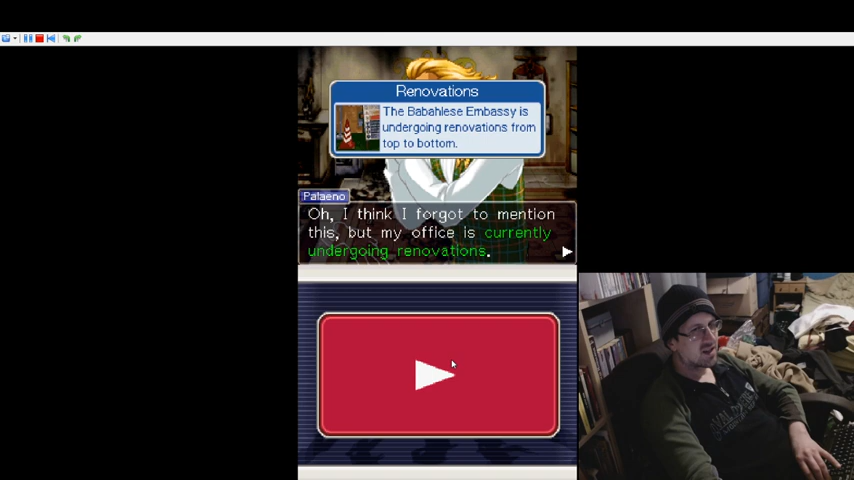 Renovations
The Babahlese Embassy is
undergoing renovations from
top to bottom.
Palaeno
Oh, I think I forgot to mention
this, but my office is currently
undergoing renovations.